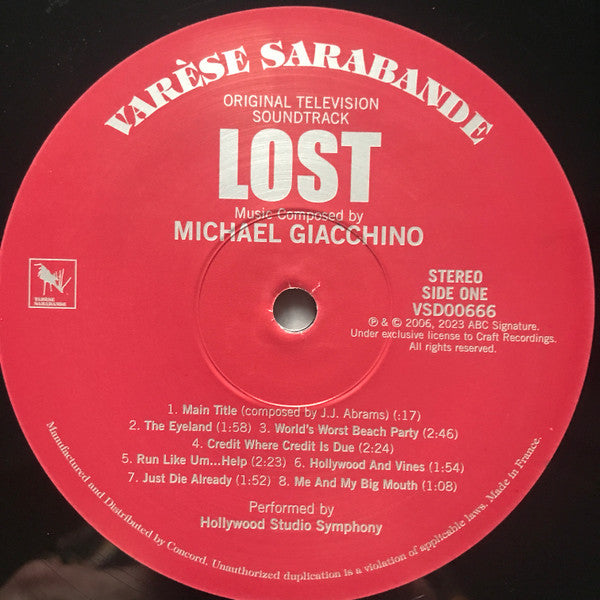 VARÈSE SARABANDE
ORIGINAL TELEVISION
SOUNDTRACK
LOST
Music Composed by
MICHAEL GIACCHINO
VARÈSE
SARABANDE
STEREO
SIDE ONE
VSD00666
℗ & © 2006, 2023 ABC Signature.
Under exclusive license to Craft Recordings.
All rights reserved.
1. Main Title (composed by J.J. Abrams) (:17)
2. The Eyeland (1:58) 3. World's Worst Beach Party (2:46)
4. Credit Where Credit Is Due (2:24)
5. Run Like Um...Help (2:23) 6. Hollywood And Vines (1:54)
7. Just Die Already (1:52) 8. Me And My Big Mouth (1:08)
Performed by
Hollywood Studio Symphony
Manufactured and Distributed by Concord. Unauthorized duplication is a violation of applicable laws. Made in France.